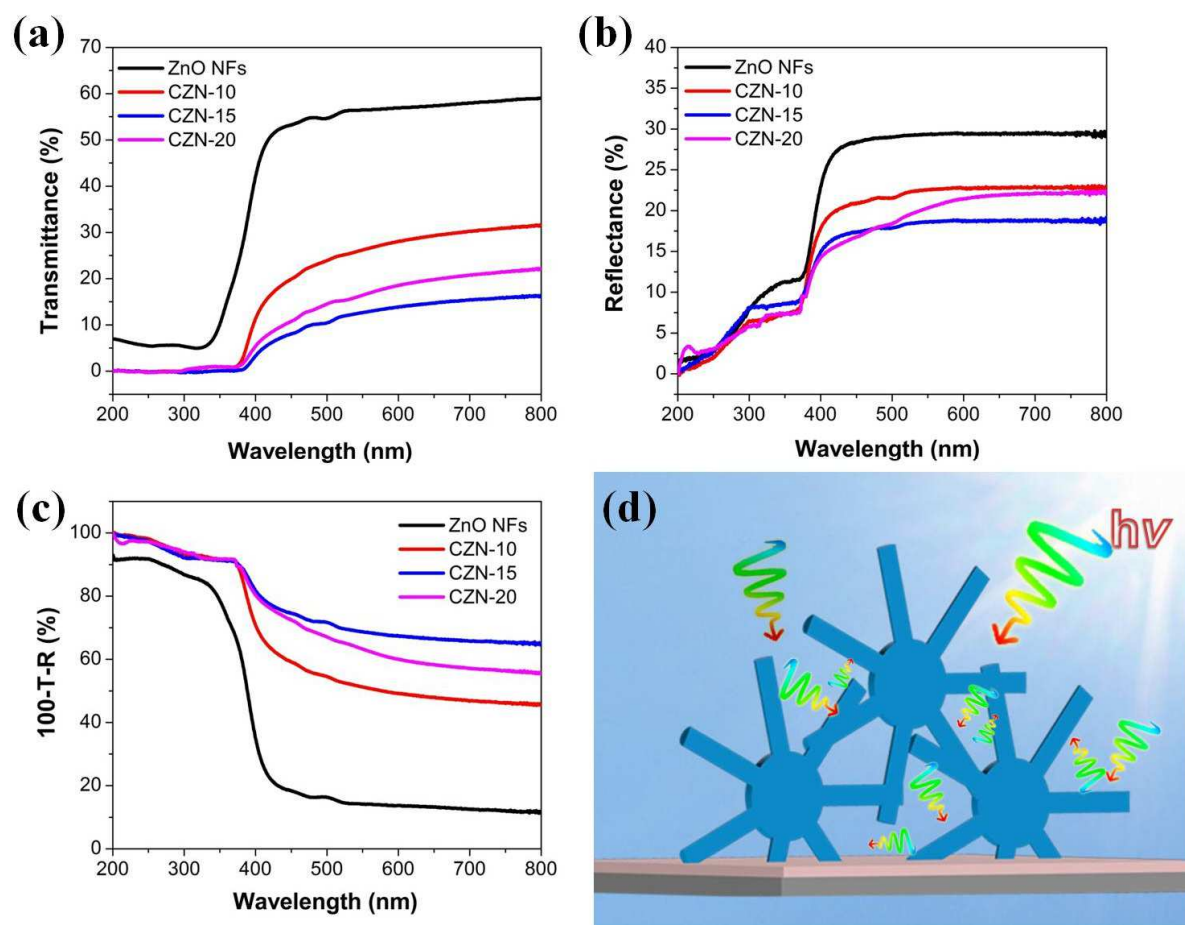 (a)
70
60
50
40
30
20
10
0
Transmittance (%)
ZnO NFs
CZN-10
CZN-15
CZN-20
200 300 400 500 600 700 800
Wavelength (nm)
(b)
40
35
30
25
20
15
10
5
0
Reflectance (%)
ZnO NFs
CZN-10
CZN-15
CZN-20
200 300 400 500 600 700 800
Wavelength (nm)
(c)
100
80
60
40
20
0
100-T-R (%)
ZnO NFs
CZN-10
CZN-15
CZN-20
200 300 400 500 600 700 800
Wavelength (nm)
(d)
hν